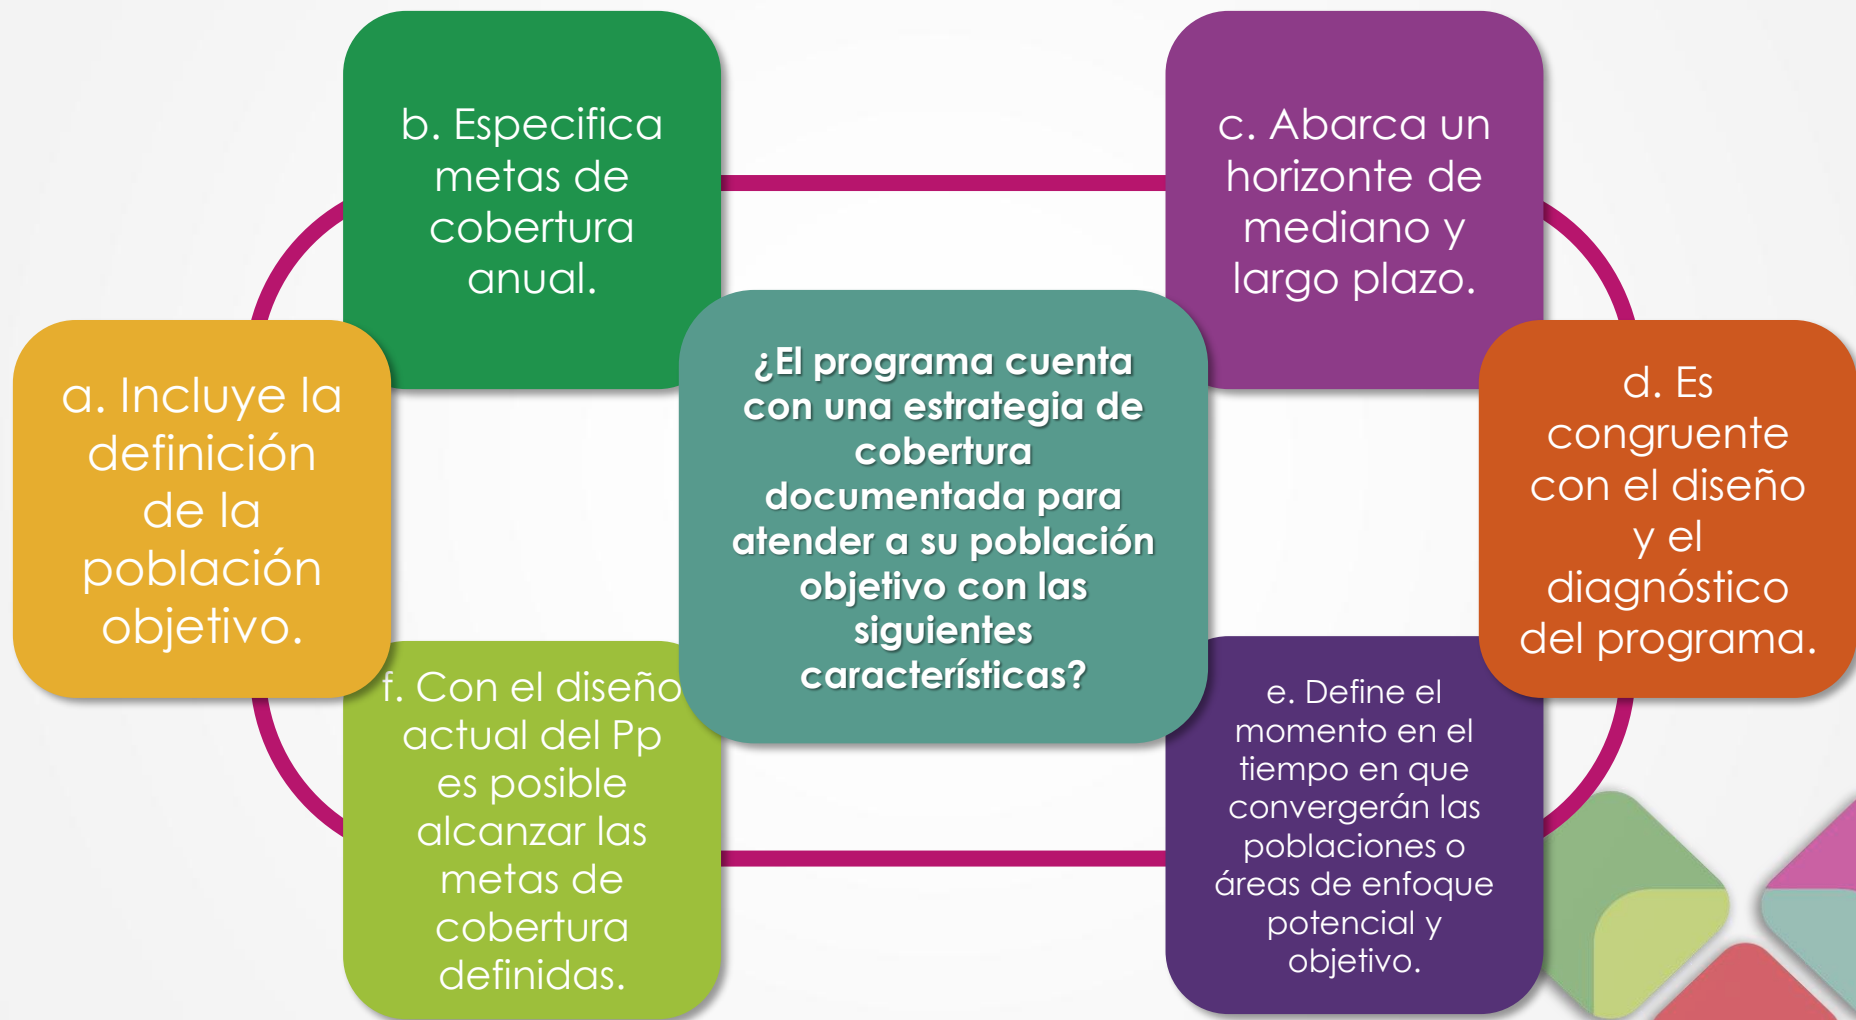 b. Especifica
metas de
cobertura
anual.
c. Abarca un
horizonte de
mediano y
largo plazo.
a. Incluye la
definición
de la
población
objetivo.
¿El programa cuenta
con una estrategia de
cobertura
documentada para
atender a su población
objetivo con las
siguientes
características?
d. Es
congruente
con el diseño
y el
diagnóstico
del programa.
f. Con el diseño
actual del Pp
es posible
alcanzar las
metas de
cobertura
definidas.
e. Define el
momento en el
tiempo en que
convergerán las
poblaciones o
áreas de enfoque
potencial y
objetivo.